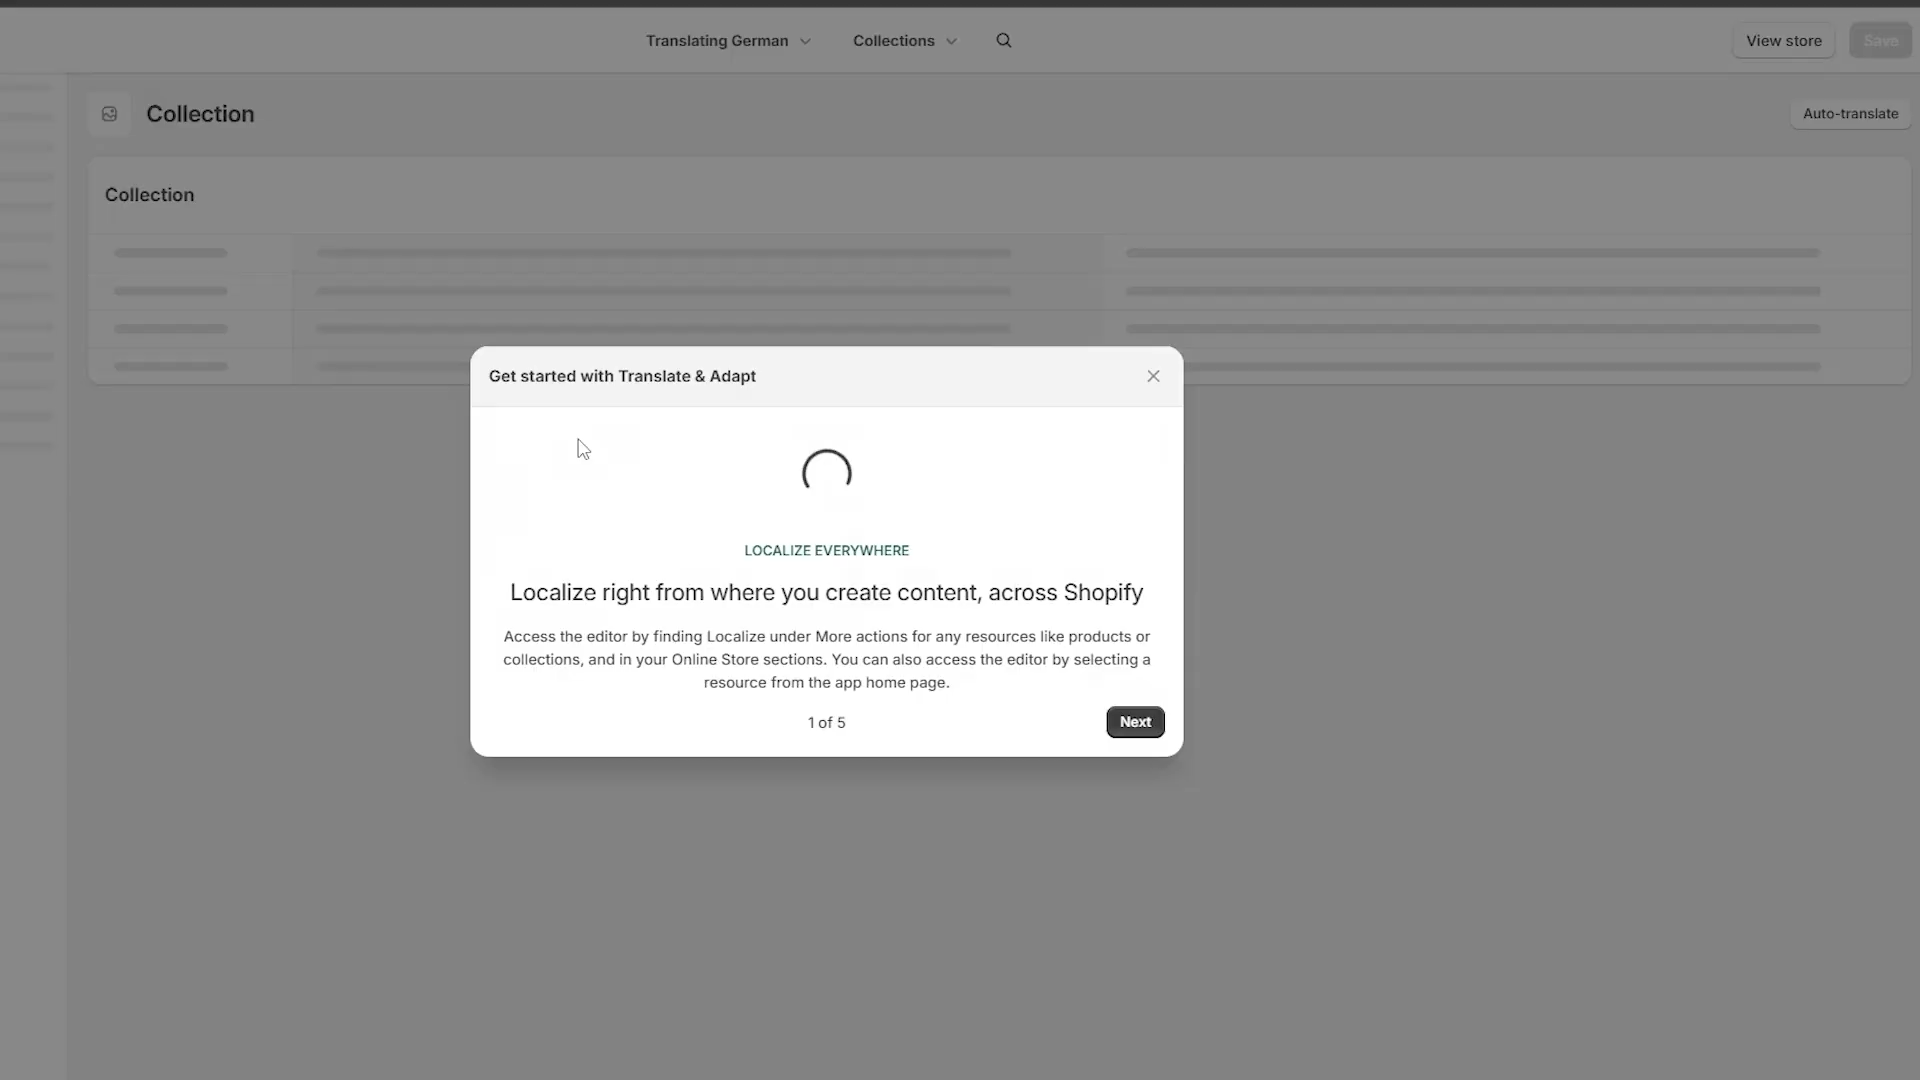 Translating German
Collections
View store
Save
Collection
Auto-translate
Collection
Get started with Translate & Adapt
LOCALIZE EVERYWHERE
Localize right from where you create content, across Shopify
Access the editor by finding Localize under More actions for any resources like products or
collections, and in your Online Store sections. You can also access the editor by selecting a
resource from the app home page.
1 of 5
Next